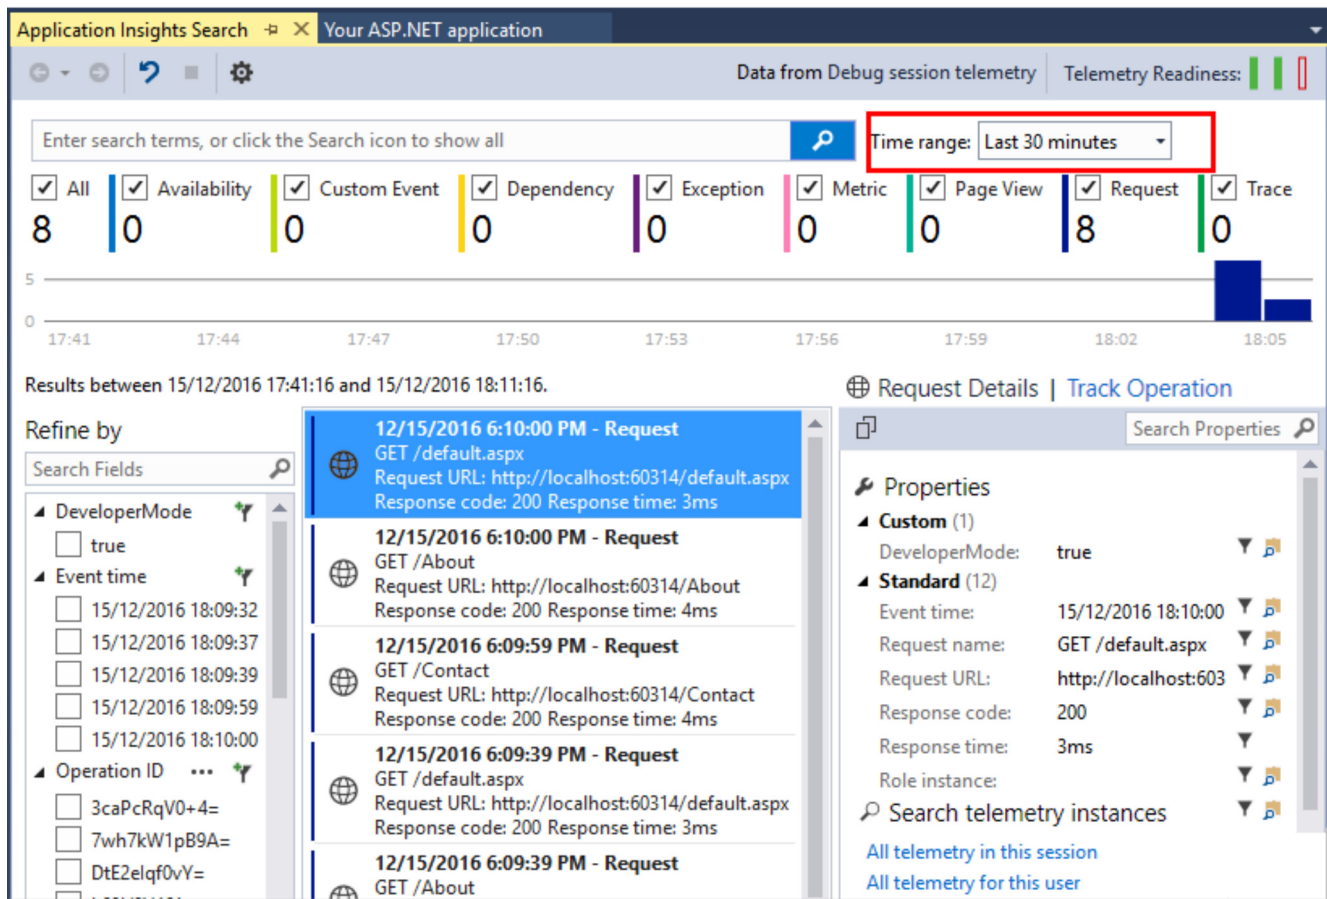 Application Insights Search
Your ASP.NET application
Data from Debug session telemetry
Telemetry Readiness:
Enter search terms, or click the Search icon to show all
Time range: Last 30 minutes
All Availability Custom Event Dependency Exception Metric Page View Request Trace
8 0 0 0 0 0 0 8 0
5
0
17:41 17:44 17:47 17:50 17:53 17:56 17:59 18:02 18:05
Results between 15/12/2016 17:41:16 and 15/12/2016 18:11:16.
Refine by
Search Fields
DeveloperMode
true
Event time
15/12/2016 18:09:32
15/12/2016 18:09:37
15/12/2016 18:09:39
15/12/2016 18:09:59
15/12/2016 18:10:00
Operation ID ...
3caPcRqV0+4=
7wh7kW1pB9A=
12/15/2016 6:10:00 PM - Request
GET /default.aspx
Request URL: http://localhost:60314/default.aspx
Response code: 200 Response time: 3ms
12/15/2016 6:10:00 PM - Request
GET /About
Request URL: http://localhost:60314/About
Response code: 200 Response time: 4ms
12/15/2016 6:09:59 PM - Request
GET /Contact
Request URL: http://localhost:60314/Contact
Response code: 200 Response time: 4ms
12/15/2016 6:09:39 PM - Request
GET /default.aspx
Request URL: http://localhost:60314/default.aspx
Response code: 200 Response time: 3ms
12/15/2016 6:09:39 PM - Request
GET /About
Request Details | Track Operation
Search Properties
Properties
Custom (1)
DeveloperMode: true
Standard (12)
Event time: 15/12/2016 18:10:00
Request name: GET /default.aspx
Request URL: http://localhost:603
Response code: 200
Response time: 3ms
Role instance:
Search telemetry instances
All telemetry in this session
All telemetry for this user